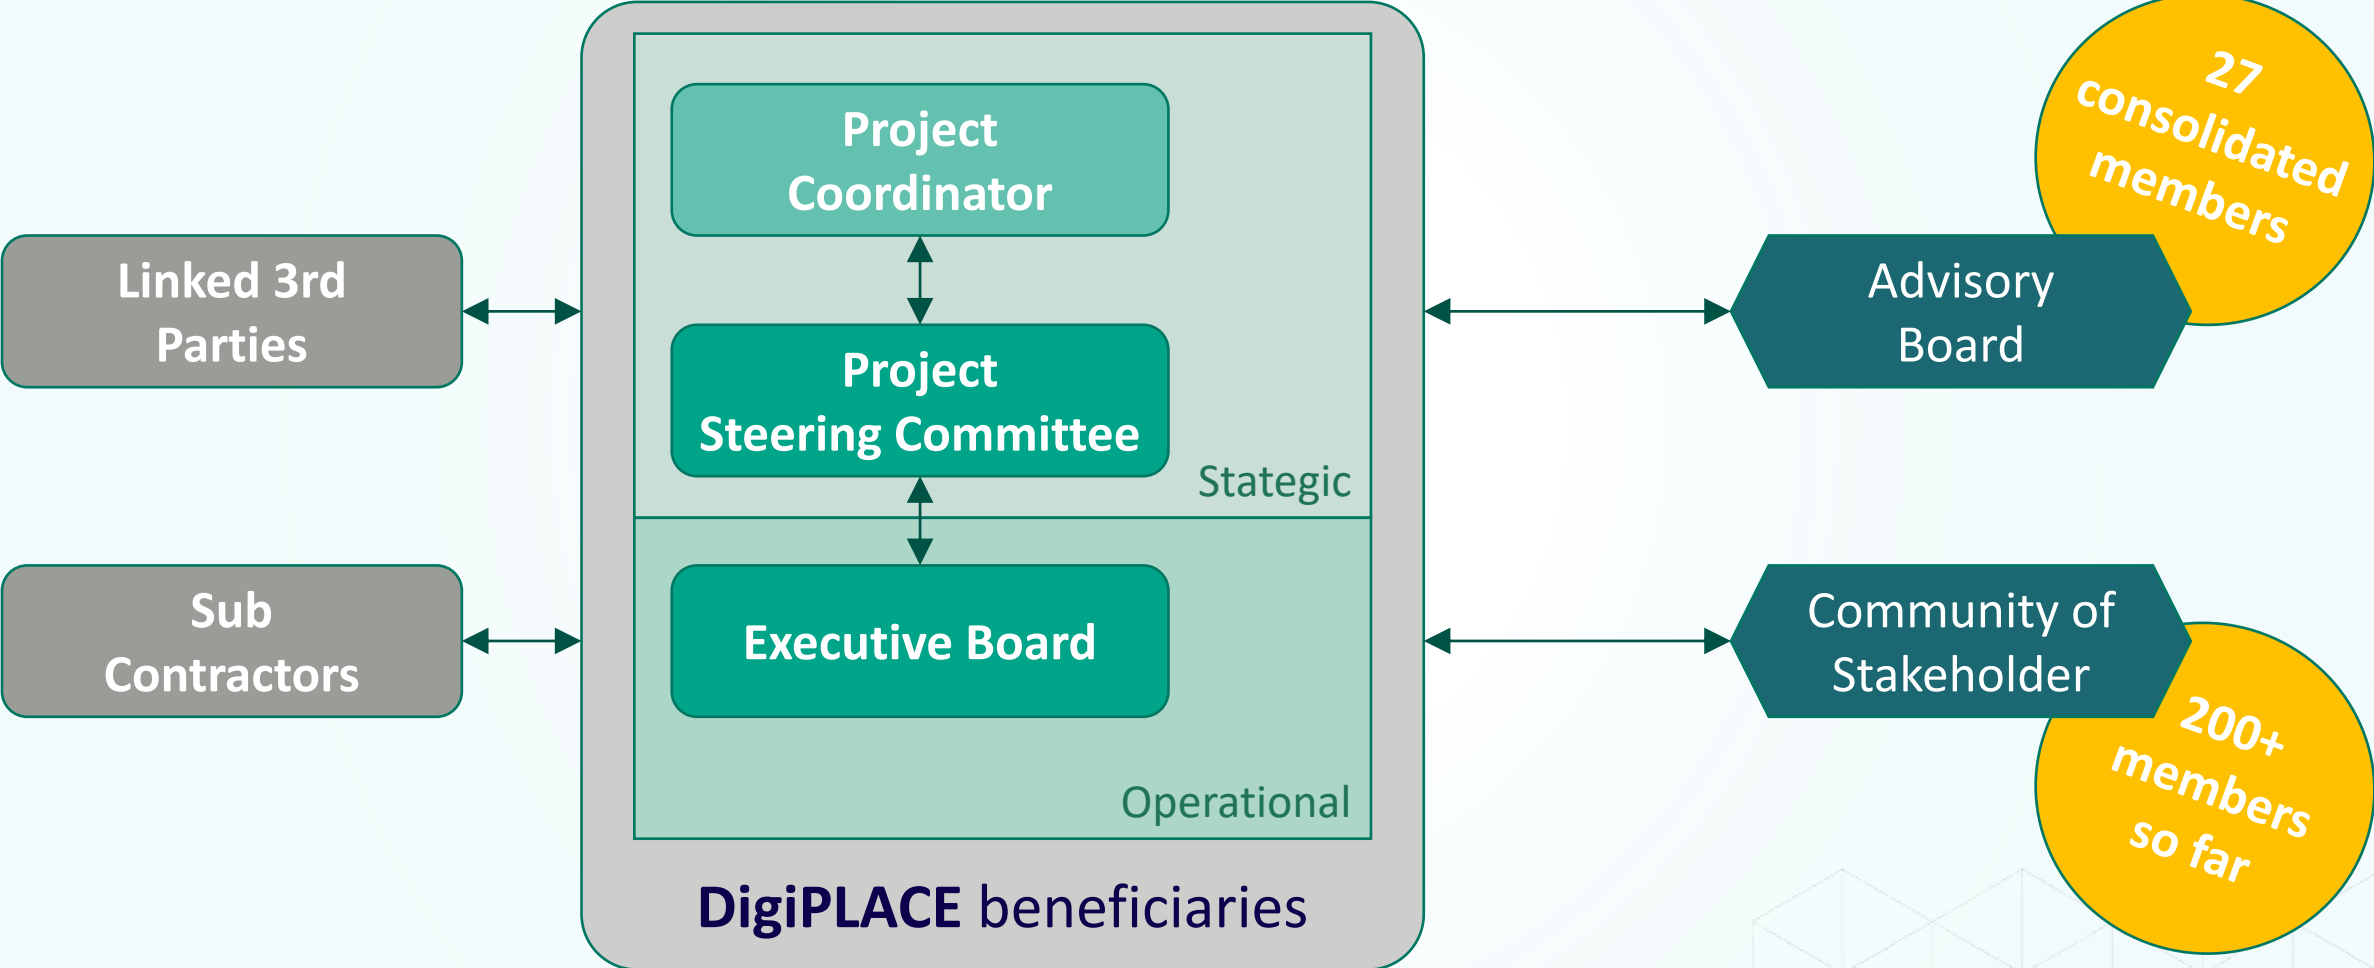 Project
Coordinator
Project
Steering Committee
Stategic
Executive Board
Operational
DigiPLACE beneficiaries
Linked 3rd
Parties
Sub
Contractors
27
consolidated
members
Advisory
Board
Community of
Stakeholder
200+
members
so far